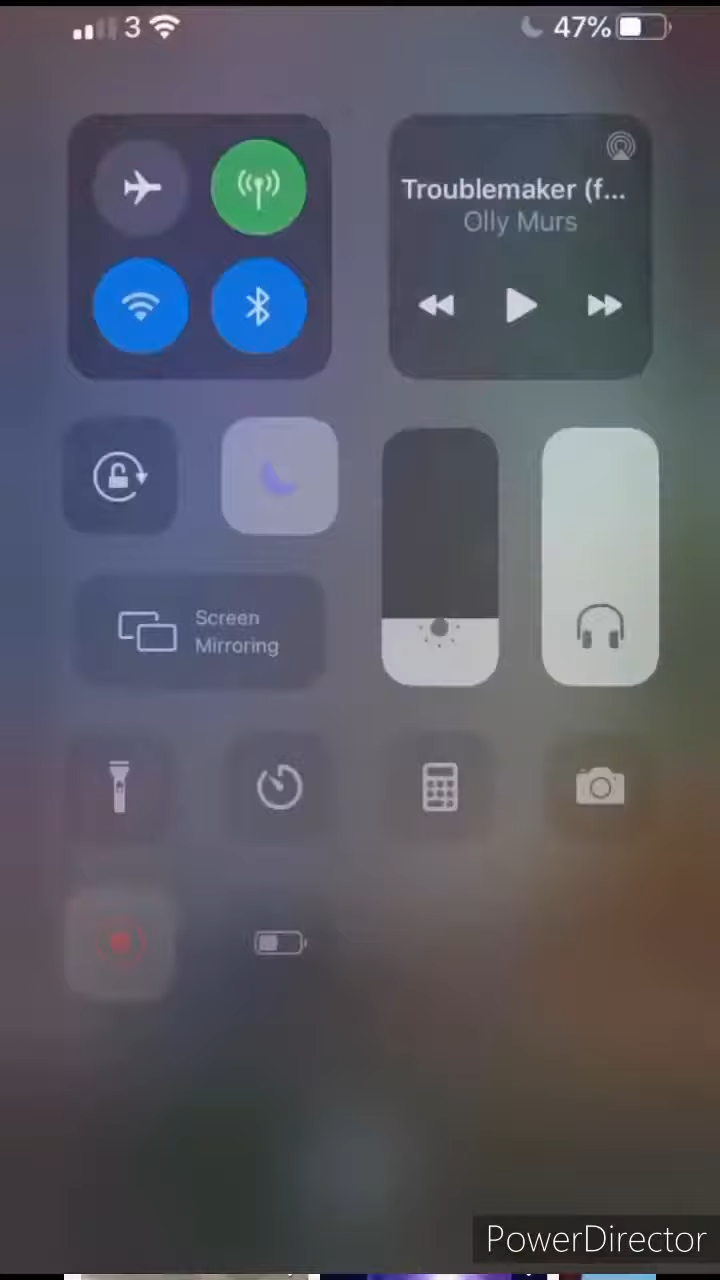 3
47%
Troublemaker (f...
Olly Murs
Screen
Mirroring
PowerDirector